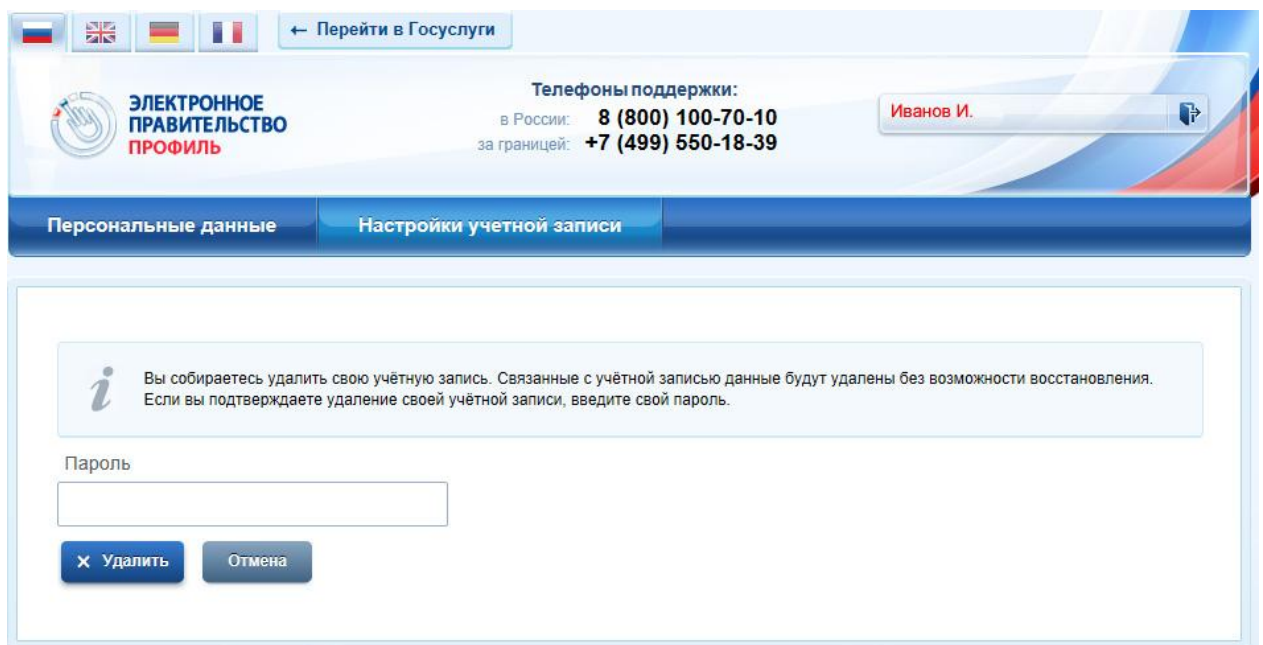 ← Перейти в Госуслуги
ЭЛЕКТРОННОЕ
ПРАВИТЕЛЬСТВО
ПРОФИЛЬ
Телефоны поддержки:
в России: 8 (800) 100-70-10
за границей: +7 (499) 550-18-39
Иванов И.
Персональные данные
Настройки учетной записи
Вы собираетесь удалить свою учётную запись. Связанные с учётной записью данные будут удалены без возможности восстановления.
Если вы подтверждаете удаление своей учётной записи, введите свой пароль.
Пароль
× Удалить
Отмена